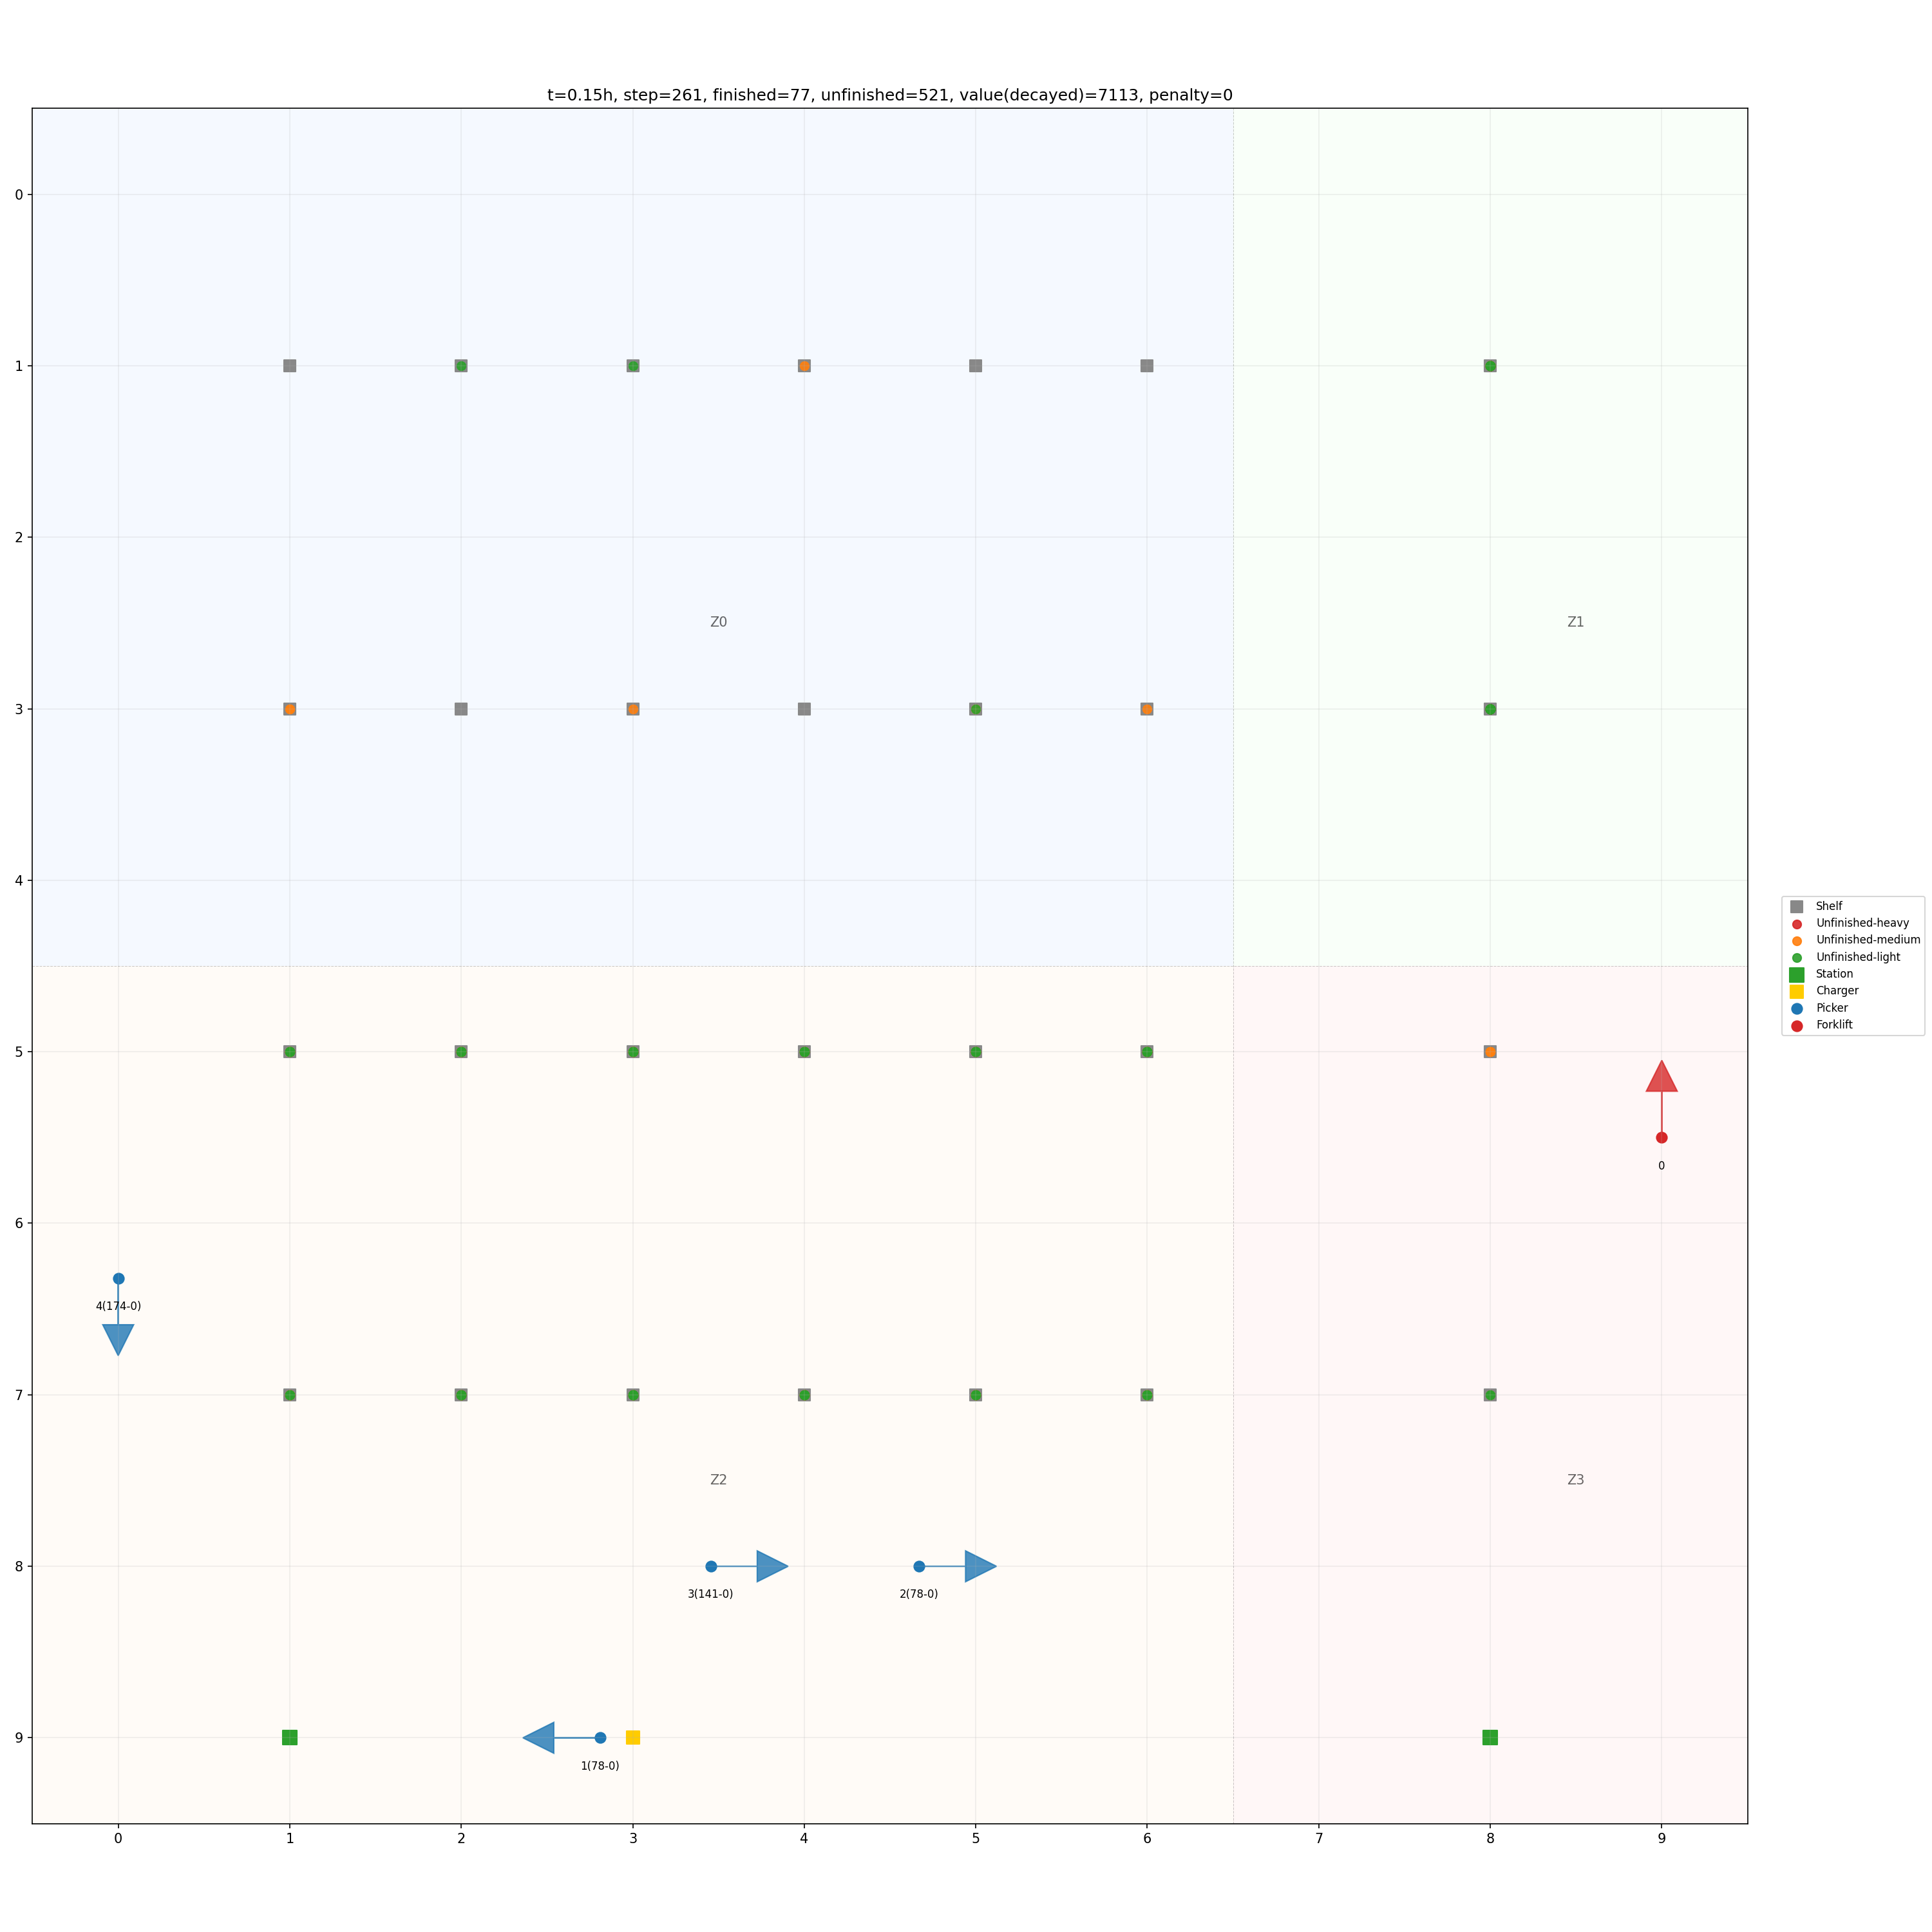 t=0.15h, step=261, finished=77, unfinished=521, value(decayed)=7113, penalty=0
0
1
2
Z0
Z1
3
4
Shelf
Unfinished-heavy
Unfinished-medium
Unfinished-light
Station
Charger
Picker
Forklift
5
0
6
4(174-0)
7
Z2
Z3
8
3(141-0)
2(78-0)
9
1(78-0)
0 1 2 3 4 5 6 7 8 9